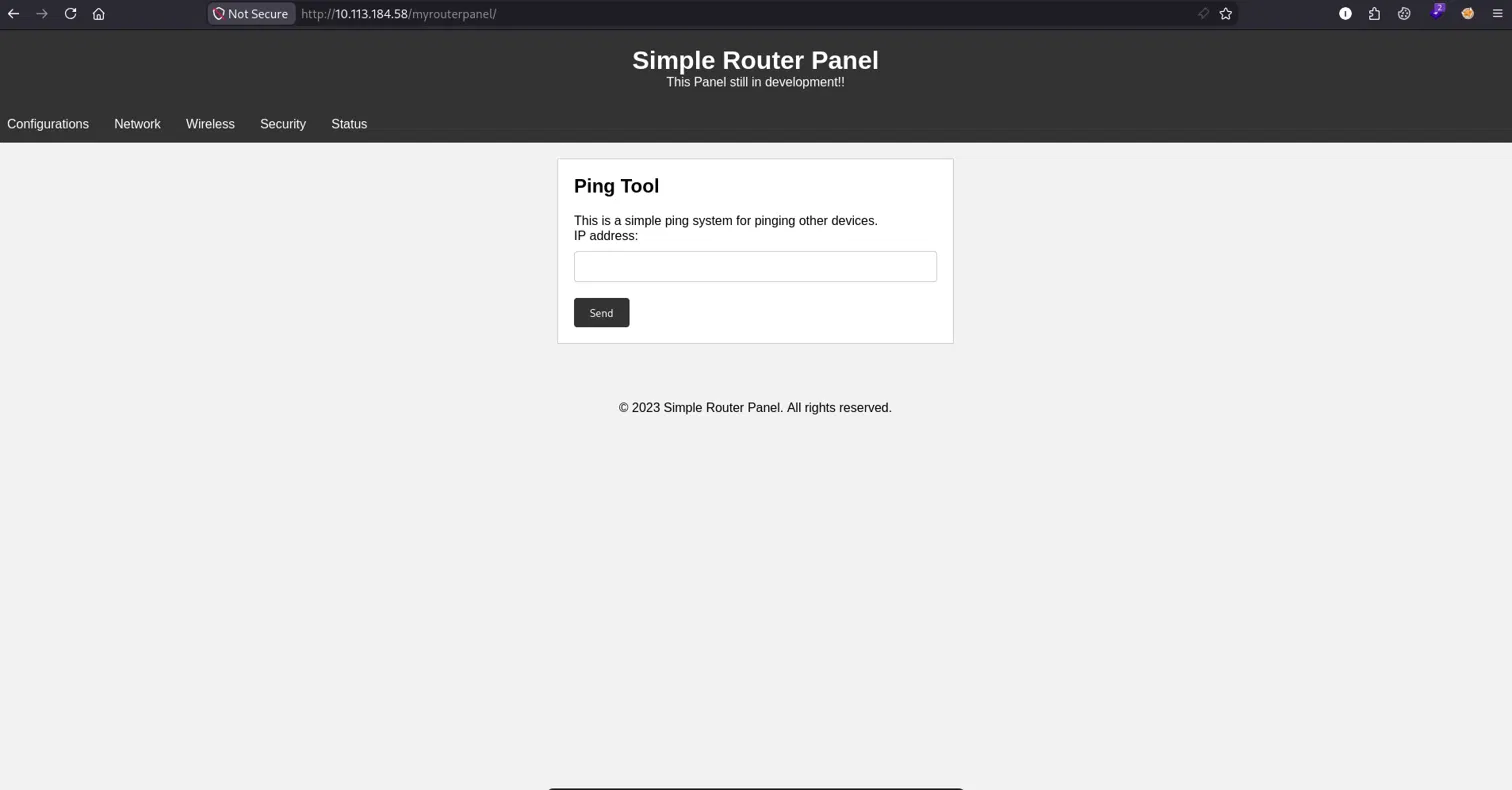 Not Secure http://10.113.184.58/myrouterpanel/ 2
Simple Router Panel
This Panel still in development!!
Configurations Network Wireless Security Status
Ping Tool
This is a simple ping system for pinging other devices.
IP address:
Send
© 2023 Simple Router Panel. All rights reserved.